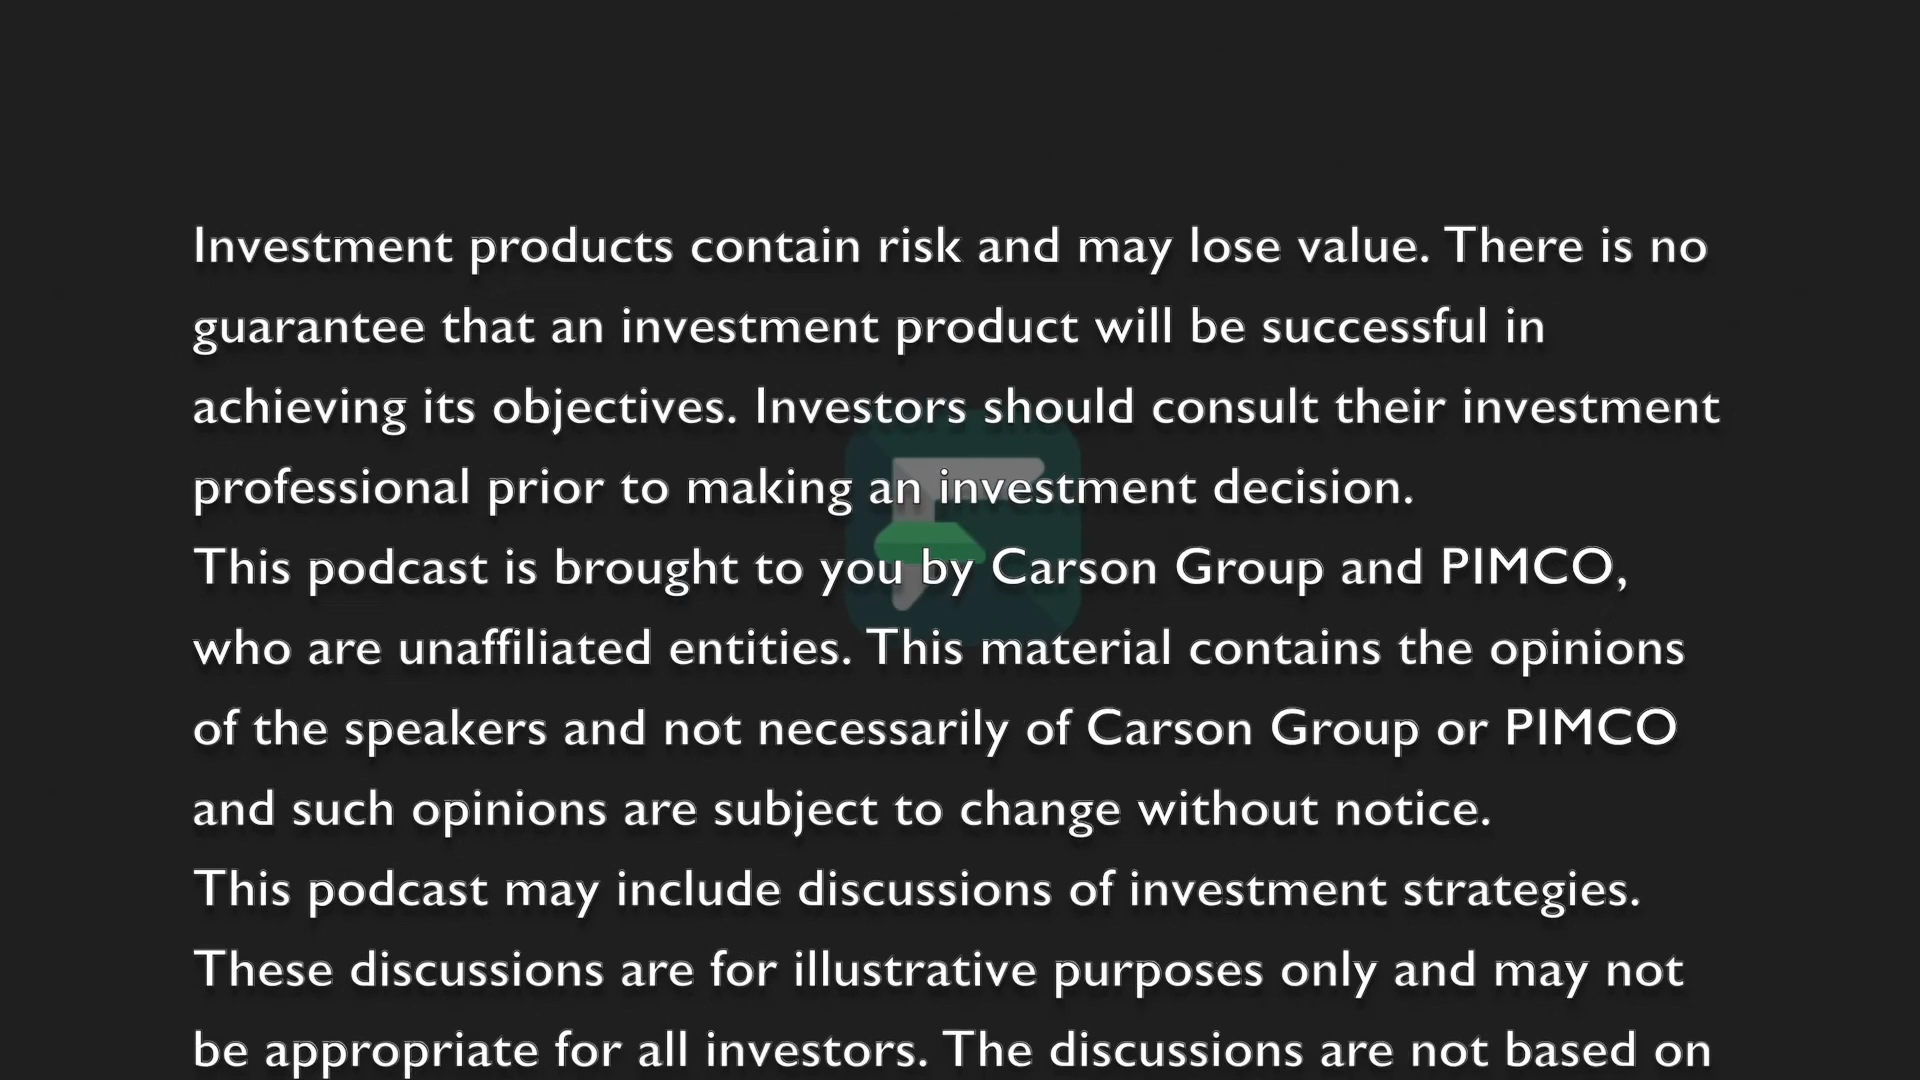 Investment products contain risk and may lose value. There is no
guarantee that an investment product will be successful in
achieving its objectives. Investors should consult their investment
professional prior to making an investment decision.
This podcast is brought to you by Carson Group and PIMCO,
who are unaffiliated entities. This material contains the opinions
of the speakers and not necessarily of Carson Group or PIMCO
and such opinions are subject to change without notice.
This podcast may include discussions of investment strategies.
These discussions are for illustrative purposes only and may not
be appropriate for all investors. The discussions are not based on